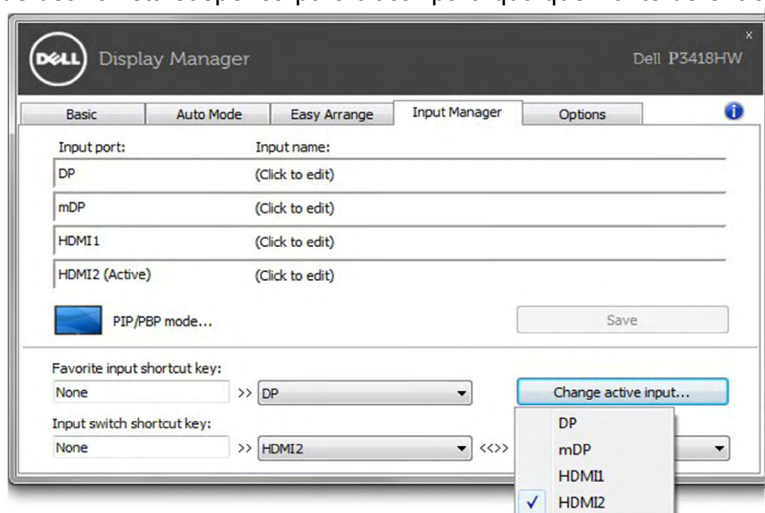 DELL Display Manager Dell P3418HW
x
Basic Auto Mode Easy Arrange Input Manager Options
Input port: Input name:
DP (Click to edit)
mDP (Click to edit)
HDMI1 (Click to edit)
HDMI2 (Active) (Click to edit)
PIP/PBP mode... Save
Favorite input shortcut key:
None >> DP Change active input...
Input switch shortcut key:
None >> HDMI2 <<>>
DP
mDP
HDMI1
✓ HDMI2